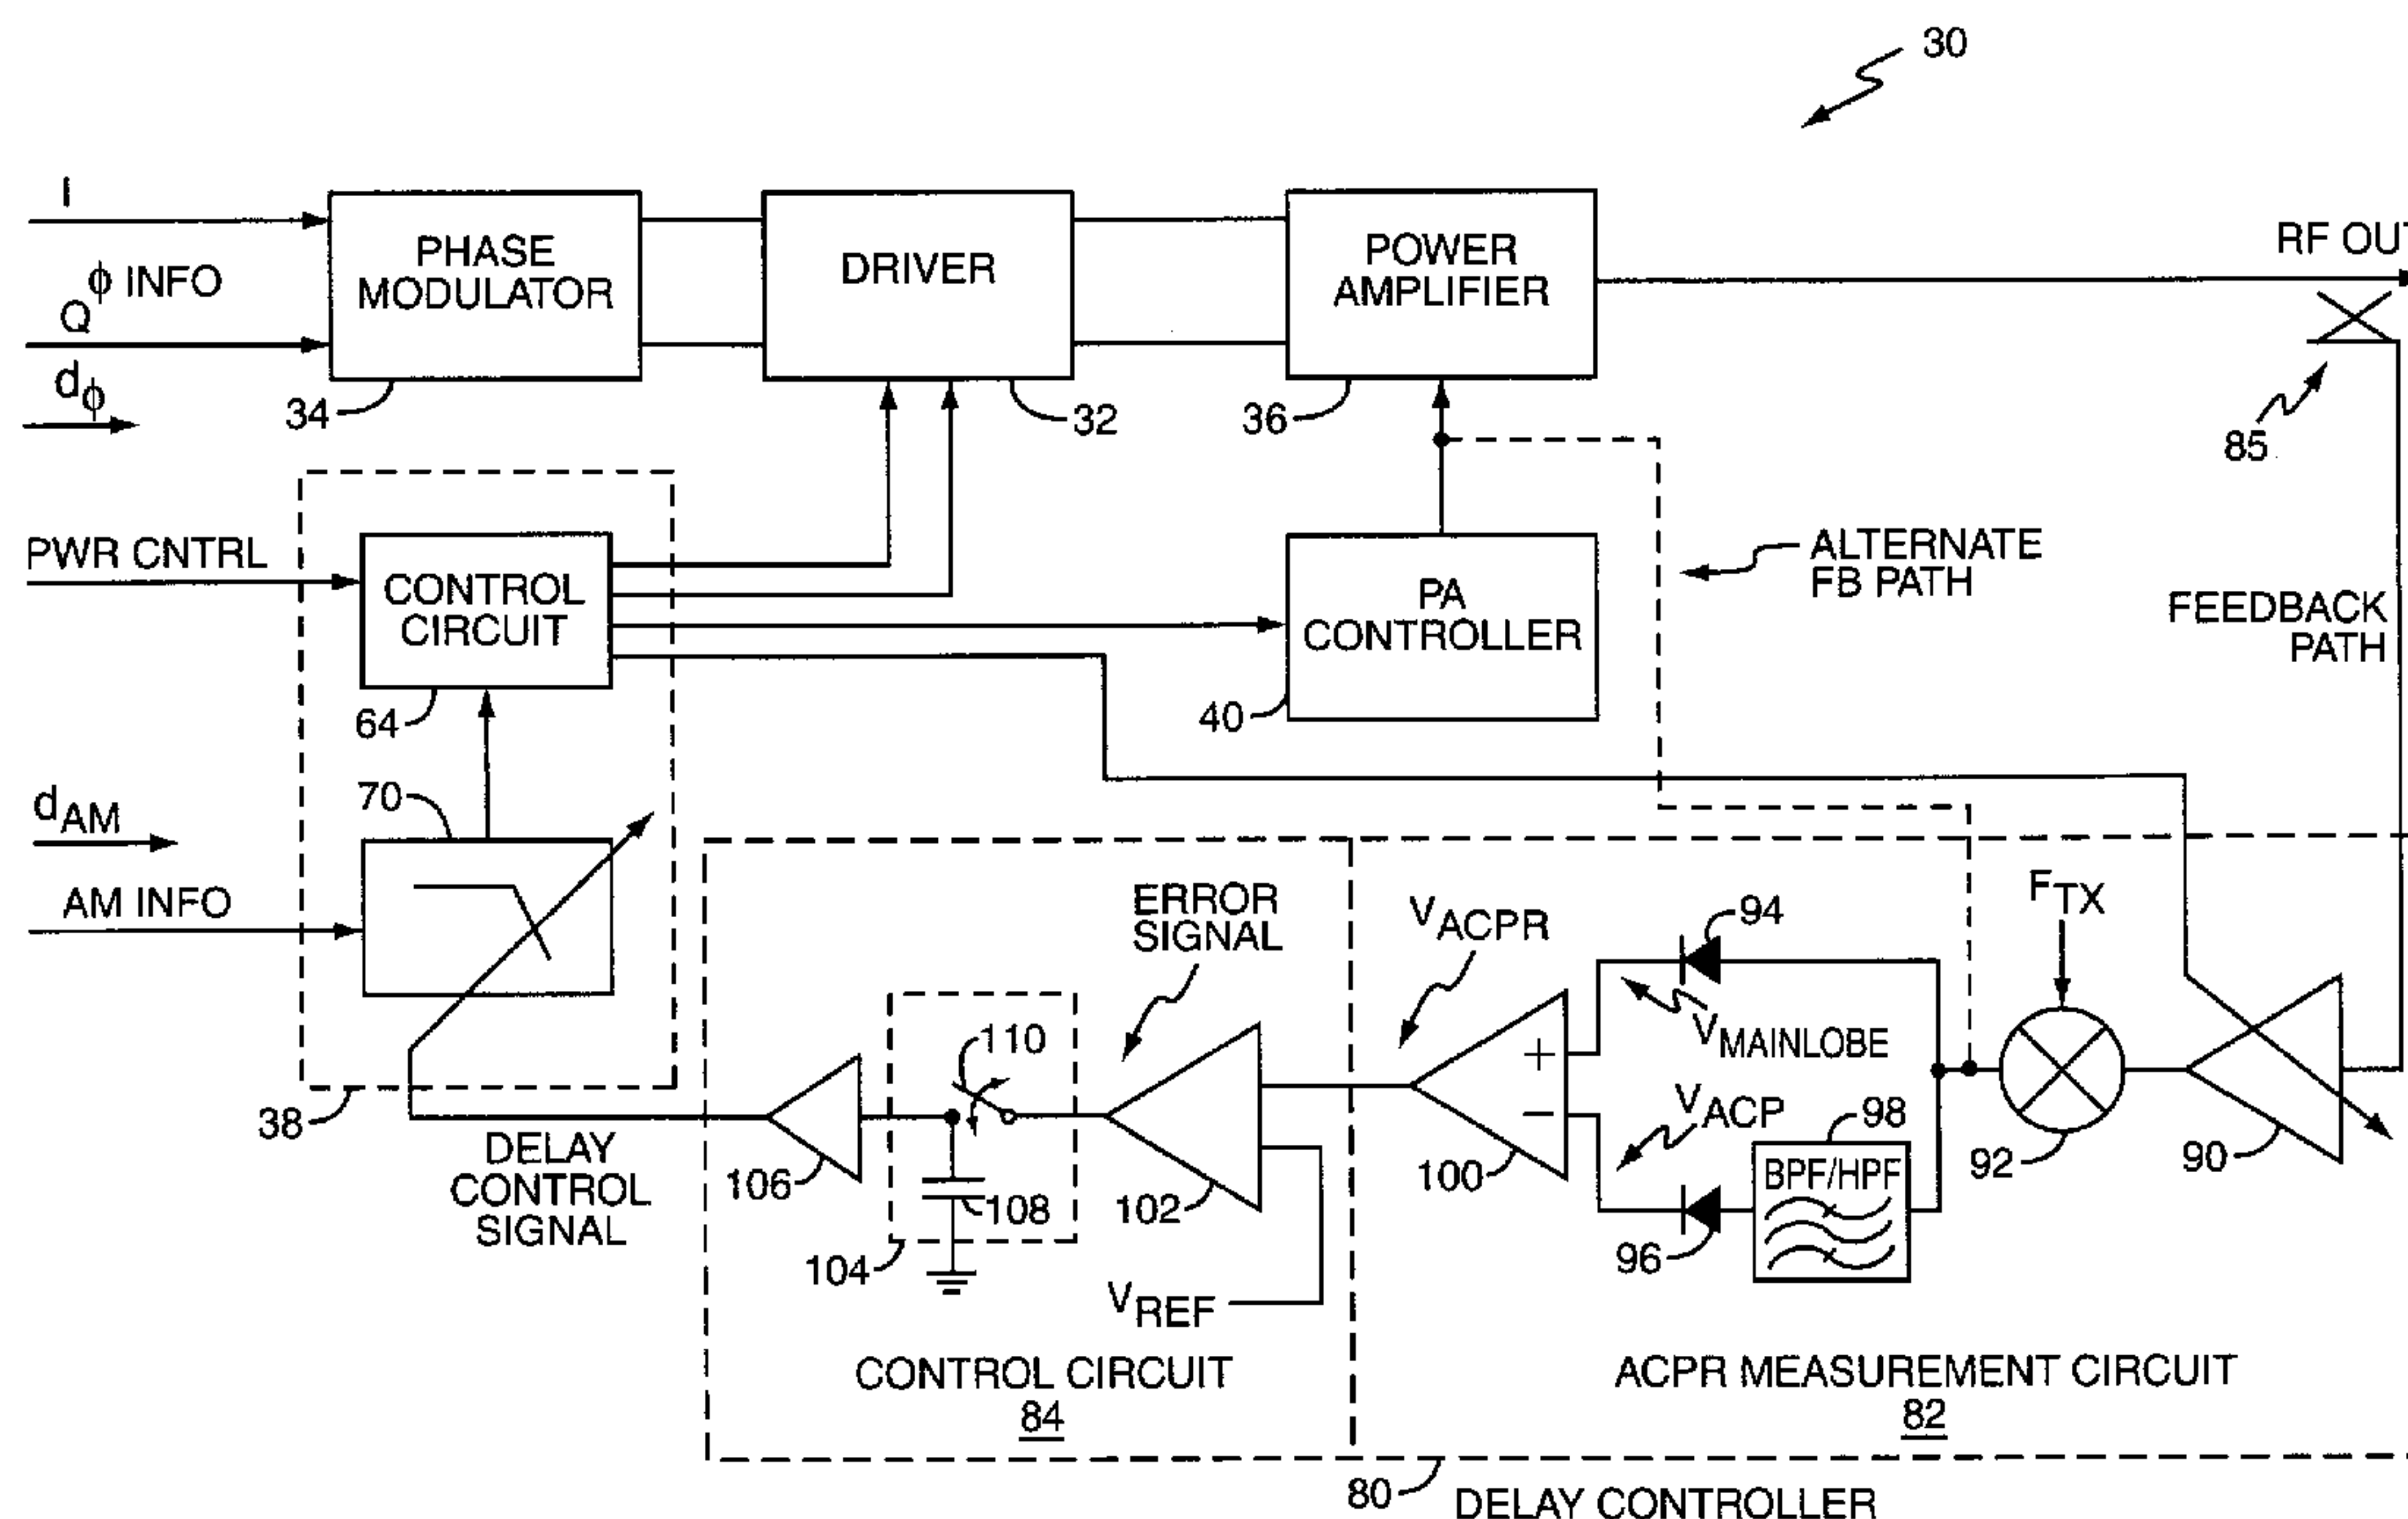 30
I
PHASE
MODULATOR
DRIVER
POWER
AMPLIFIER
RF OUT
ϕ INFO
Q
dϕ
34
32
36
85
PWR CNTRL
CONTROL
CIRCUIT
64
PA
CONTROLLER
40
ALTERNATE
FB PATH
FEEDBACK
PATH
70
dAM
AM INFO
38
DELAY
CONTROL
SIGNAL
ERROR
SIGNAL
VACPR
94
FTX
VMAINLOBE
110
+
−
VACP
98
BPF/HPF
106
108
102
100
96
92
90
104
VREF
CONTROL CIRCUIT
84
ACPR MEASUREMENT CIRCUIT
82
80
DELAY CONTROLLER